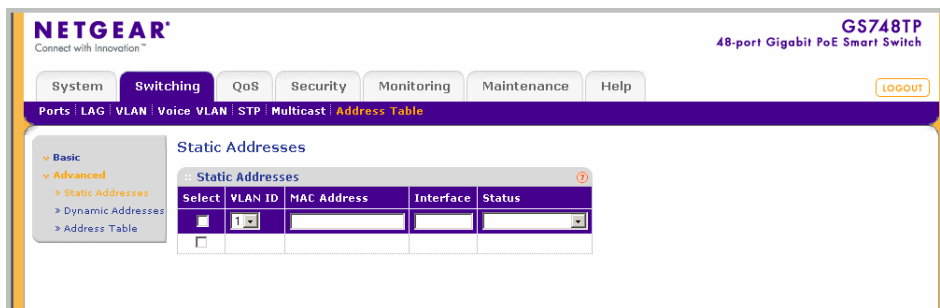 NETGEAR®
Connect with Innovation™
GS748TP
48-port Gigabit PoE Smart Switch
System Switching QoS Security Monitoring Maintenance Help LOGOUT
Ports LAG VLAN Voice VLAN STP Multicast Address Table
Basic
Advanced
» Static Addresses
» Dynamic Addresses
» Address Table
Static Addresses
Static Addresses ?
Select VLAN ID MAC Address Interface Status
1